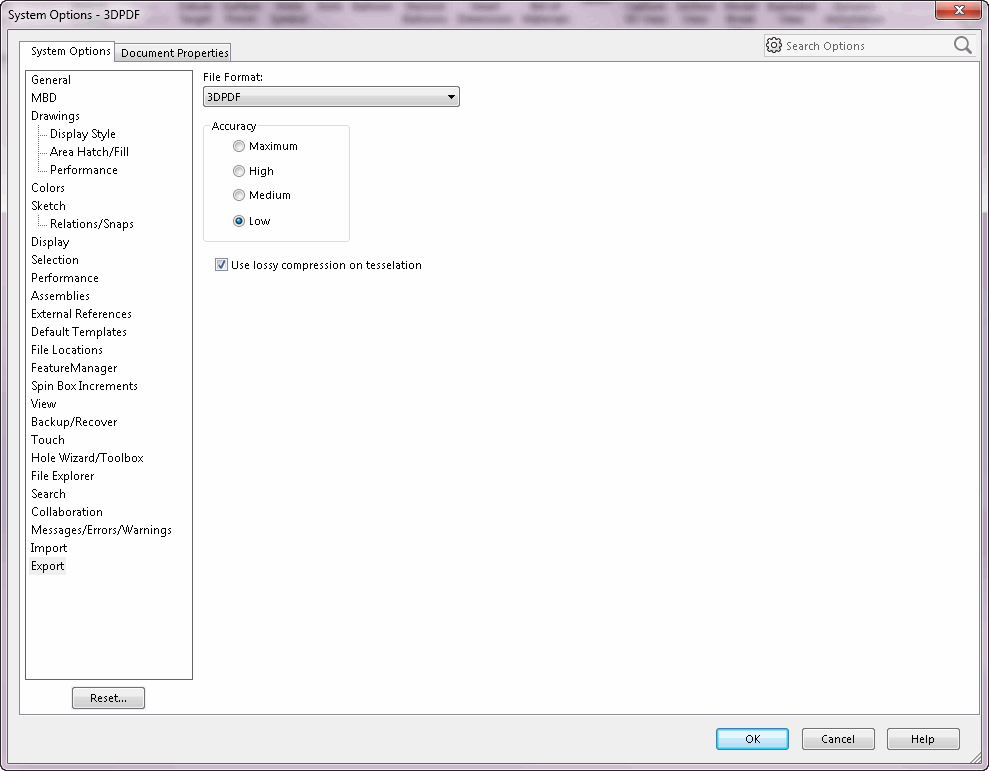 System Options - 3DPDF
System Options
Document Properties
Search Options
General
MBD
Drawings
Display Style
Area Hatch/Fill
Performance
Colors
Sketch
Relations/Snaps
Display
Selection
Performance
Assemblies
External References
Default Templates
File Locations
FeatureManager
Spin Box Increments
View
Backup/Recover
Touch
Hole Wizard/Toolbox
File Explorer
Search
Collaboration
Messages/Errors/Warnings
Import
Export
Reset...
File Format:
3DPDF
Accuracy
Maximum
High
Medium
Low
Use lossy compression on tesselation
OK
Cancel
Help